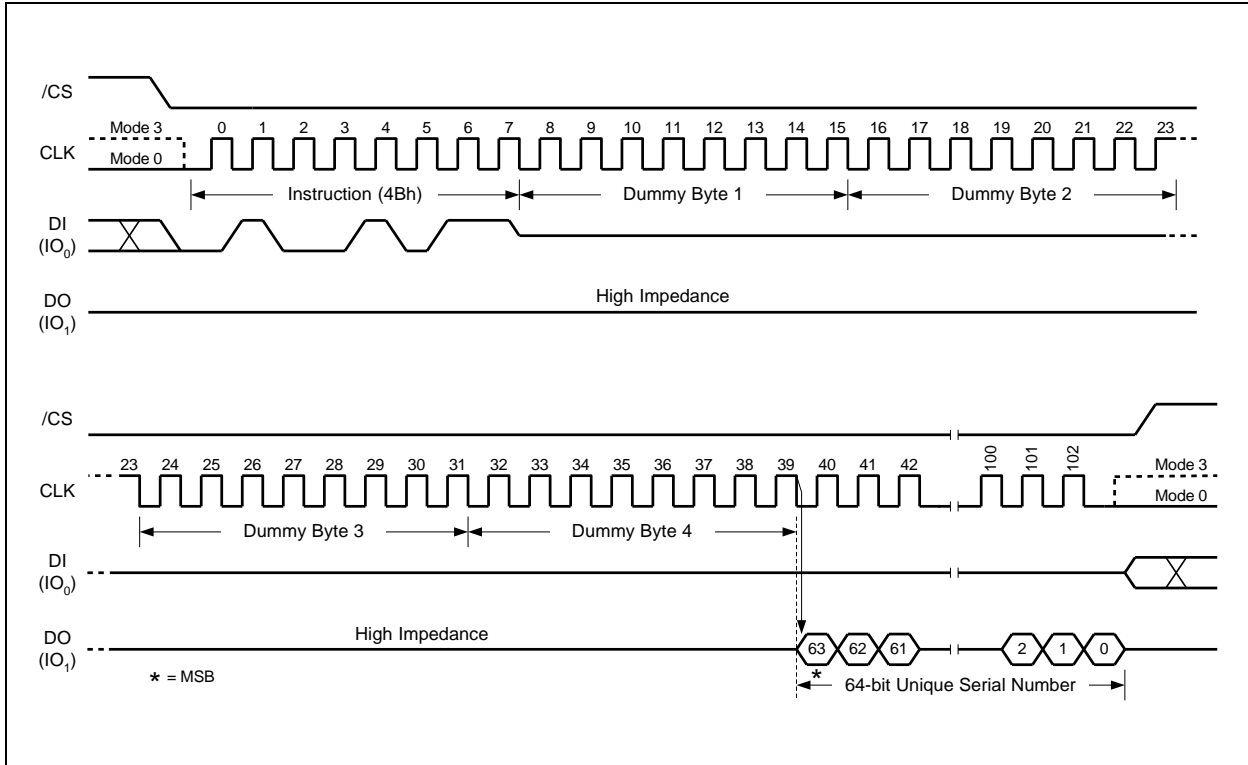 /CS
Mode 3 0 1 2 3 4 5 6 7 8 9 10 11 12 13 14 15 16 17 18 19 20 21 22 23
CLK
Mode 0
Instruction (4Bh) Dummy Byte 1 Dummy Byte 2
DI
(IO0)
High Impedance
DO
(IO1)
/CS
23 24 25 26 27 28 29 30 31 32 33 34 35 36 37 38 39 40 41 42 100 101 102 Mode 3
CLK
Mode 0
Dummy Byte 3 Dummy Byte 4
DI
(IO0)
High Impedance
DO
(IO1)
63 62 61 2 1 0
* = MSB
*
64-bit Unique Serial Number